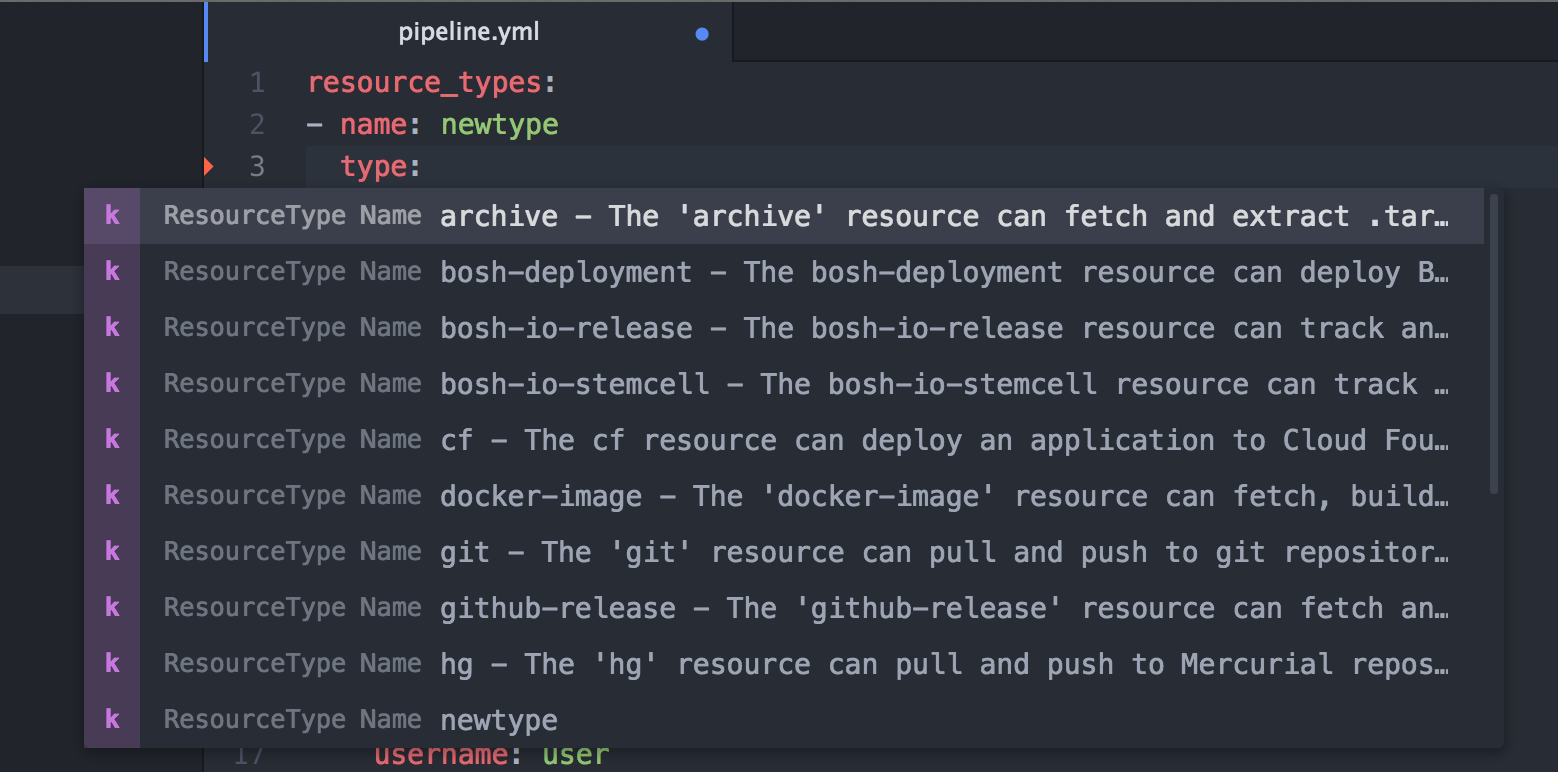 pipeline.yml
1 resource_types:
2 - name: newtype
3 type:
k ResourceType Name archive – The 'archive' resource can fetch and extract .tar…
k ResourceType Name bosh-deployment – The bosh-deployment resource can deploy B…
k ResourceType Name bosh-io-release – The bosh-io-release resource can track an…
k ResourceType Name bosh-io-stemcell – The bosh-io-stemcell resource can track …
k ResourceType Name cf – The cf resource can deploy an application to Cloud Fou…
k ResourceType Name docker-image – The 'docker-image' resource can fetch, build…
k ResourceType Name git – The 'git' resource can pull and push to git repositor…
k ResourceType Name github-release – The 'github-release' resource can fetch an…
k ResourceType Name hg – The 'hg' resource can pull and push to Mercurial repos…
k ResourceType Name newtype
17 username: user